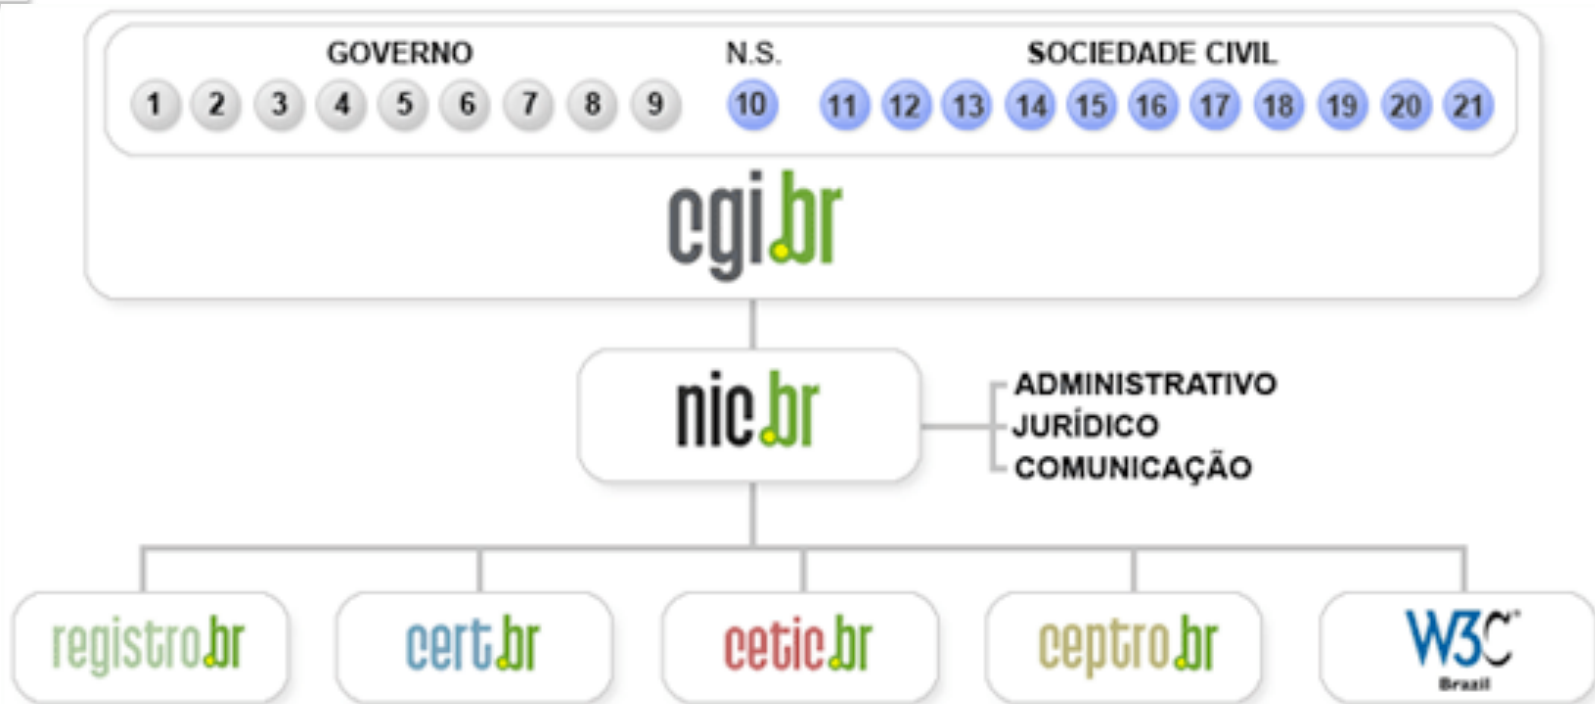 GOVERNO N.S. SOCIEDADE CIVIL
1 2 3 4 5 6 7 8 9 10 11 12 13 14 15 16 17 18 19 20 21
cgi.br
nic.br
ADMINISTRATIVO
JURÍDICO
COMUNICAÇÃO
registro.br cert.br cetic.br ceptro.br W3C
Brazil